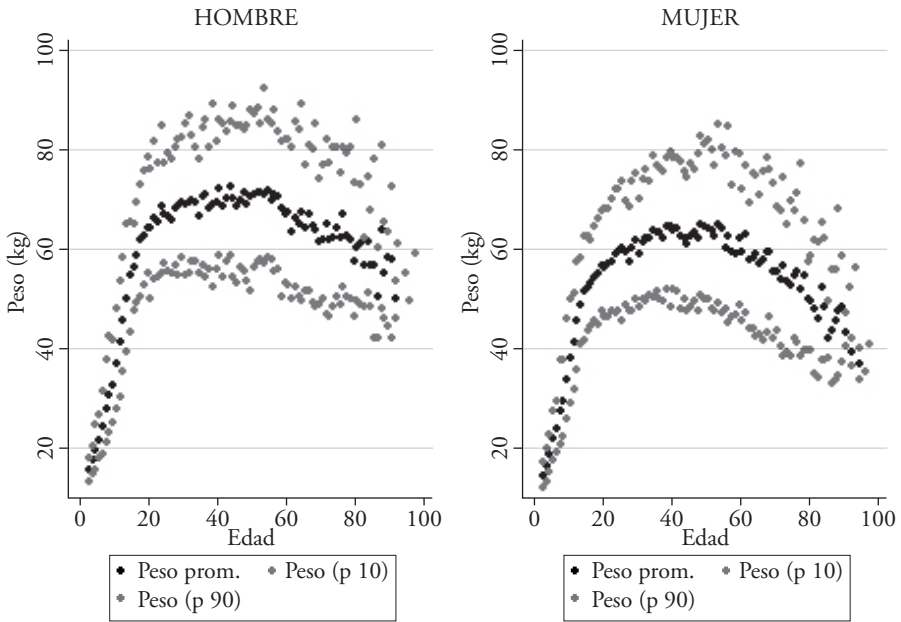 HOMBRE
MUJER
Peso (kg)
100
80
60
40
20
0 20 40 60 80 100
Edad
Peso prom. Peso (p 10)
Peso (p 90)
Peso (kg)
100
80
60
40
20
0 20 40 60 80 100
Edad
Peso prom. Peso (p 10)
Peso (p 90)